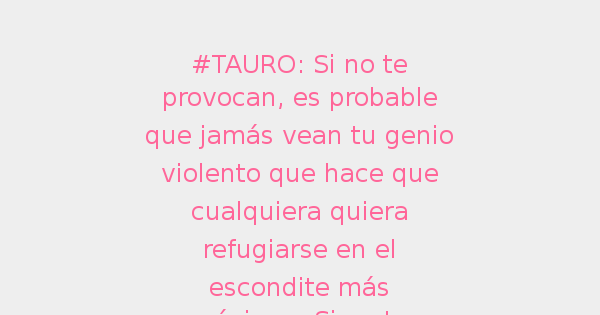 #TAURO: Si no te
provocan, es probable
que jamás vean tu genio
violento que hace que
cualquiera quiera
refugiarse en el
escondite más